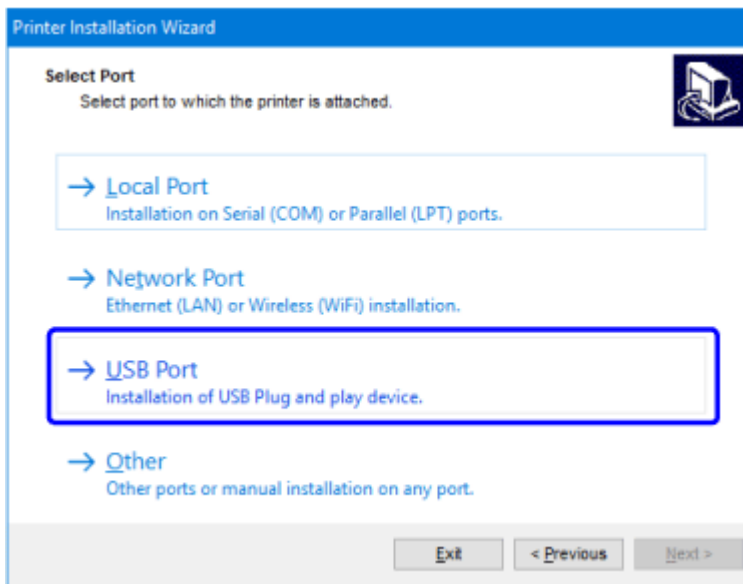 Printer Installation Wizard
Select Port
Select port to which the printer is attached.
→ Local Port
Installation on Serial (COM) or Parallel (LPT) ports.
→ Network Port
Ethernet (LAN) or Wireless (WiFi) installation.
→ USB Port
Installation of USB Plug and play device.
→ Other
Other ports or manual installation on any port.
Exit < Previous Next >